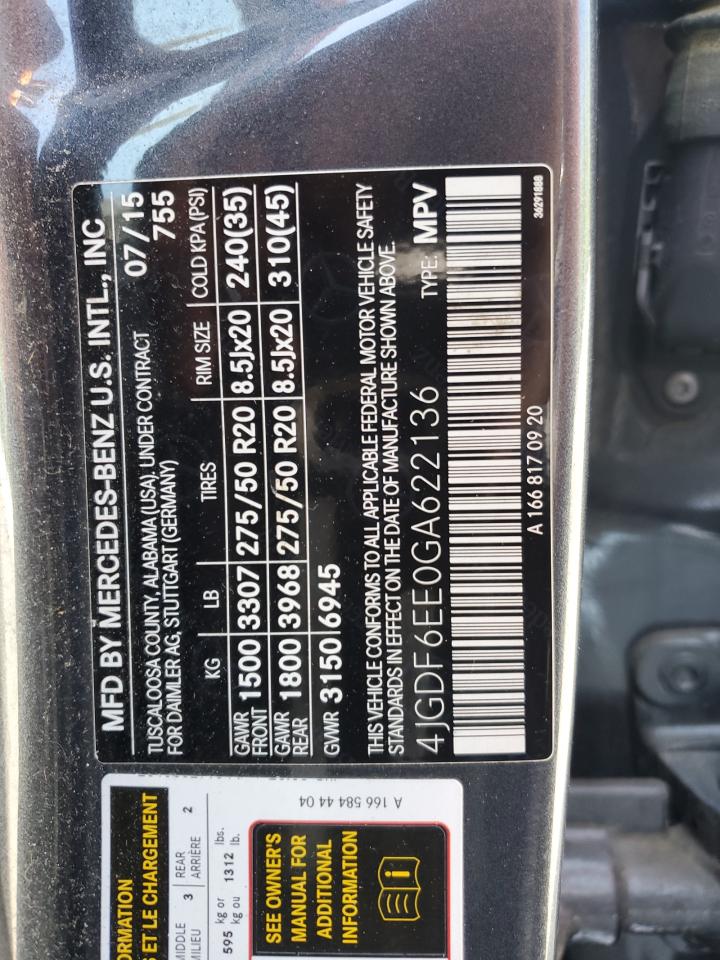 MFD BY MERCEDES-BENZ U.S. INTL., INC
TUSCALOOSA COUNTY, ALABAMA (USA), UNDER CONTRACT 07/15
FOR DAIMLER AG, STUTTGART (GERMANY) 755
KG LB TIRES RIM SIZE COLD KPA (PSI)
GAWR FRONT 1500 3307 275/50 R20 8.5Jx20 240(35)
GAWR REAR 1800 3968 275/50 R20 8.5Jx20 310(45)
GVWR 3150 6945
THIS VEHICLE CONFORMS TO ALL APPLICABLE FEDERAL MOTOR VEHICLE SAFETY
STANDARDS IN EFFECT ON THE DATE OF MANUFACTURE SHOWN ABOVE.
4JGDF6EE0GA622136 TYPE: MPV
A 166 817 09 20 36291888
ORMATION
S ET LE CHARGEMENT
MIDDLE 3 REAR 2
MILIEU ARRIÈRE
595 kg or 1312 lbs.
kg ou lb.
SEE OWNER'S
MANUAL FOR
ADDITIONAL
INFORMATION
A 166 584 44 04